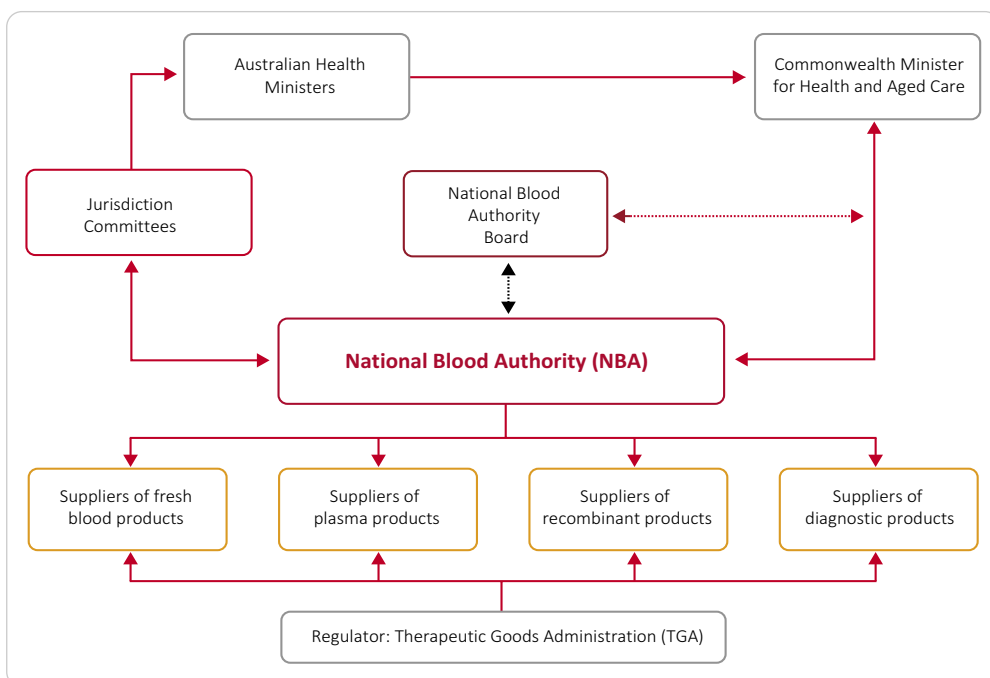 Australian Health
Ministers
Commonwealth Minister
for Health and Aged Care
Jurisdiction
Committees
National Blood
Authority
Board
National Blood Authority (NBA)
Suppliers of fresh
blood products
Suppliers of
plasma products
Suppliers of
recombinant products
Suppliers of
diagnostic products
Regulator: Therapeutic Goods Administration (TGA)